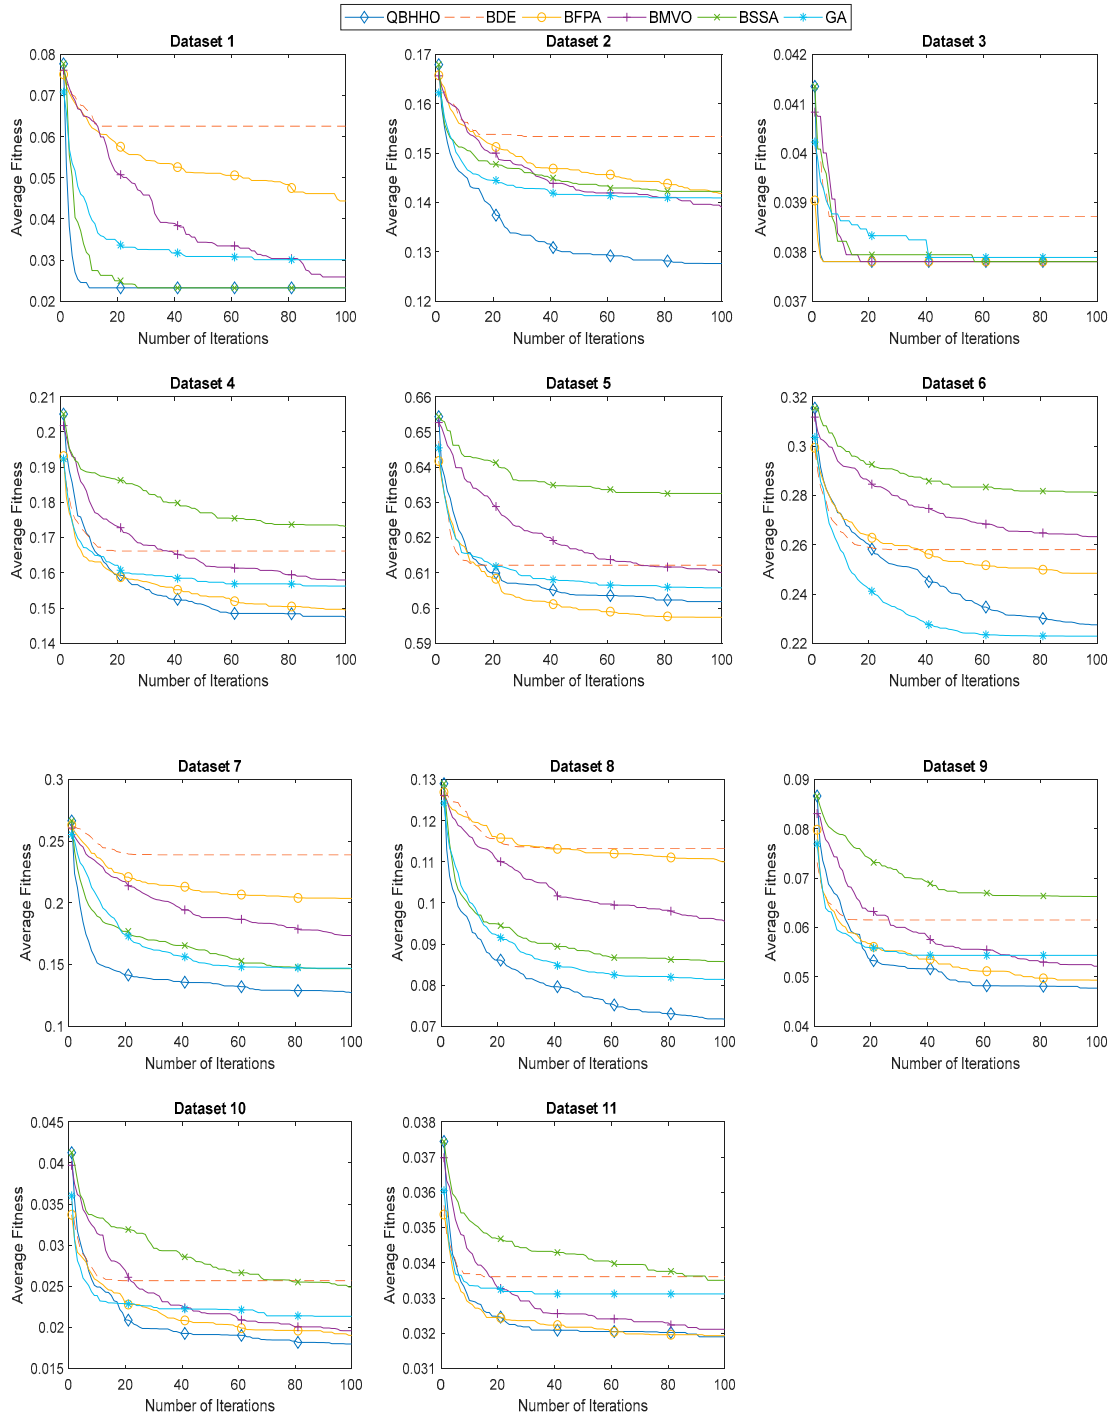 QBHHO BDE BFPA BMVO BSSA GA
Dataset 1 Dataset 2 Dataset 3
0.08 0.07 0.06 0.05 0.04 0.03 0.02
Average Fitness
0 20 40 60 80 100
Number of Iterations
0.17 0.16 0.15 0.14 0.13 0.12
Average Fitness
0 20 40 60 80 100
Number of Iterations
0.042 0.041 0.04 0.039 0.038 0.037
Average Fitness
0 20 40 60 80 100
Number of Iterations
Dataset 4 Dataset 5 Dataset 6
0.21 0.2 0.19 0.18 0.17 0.16 0.15 0.14
Average Fitness
0 20 40 60 80 100
Number of Iterations
0.66 0.65 0.64 0.63 0.62 0.61 0.6 0.59
Average Fitness
0 20 40 60 80 100
Number of Iterations
0.32 0.3 0.28 0.26 0.24 0.22
Average Fitness
0 20 40 60 80 100
Number of Iterations
Dataset 7 Dataset 8 Dataset 9
0.3 0.25 0.2 0.15 0.1
Average Fitness
0 20 40 60 80 100
Number of Iterations
0.13 0.12 0.11 0.1 0.09 0.08 0.07
Average Fitness
0 20 40 60 80 100
Number of Iterations
0.09 0.08 0.07 0.06 0.05 0.04
Average Fitness
0 20 40 60 80 100
Number of Iterations
Dataset 10 Dataset 11
0.045 0.04 0.035 0.03 0.025 0.02 0.015
Average Fitness
0 20 40 60 80 100
Number of Iterations
0.038 0.037 0.036 0.035 0.034 0.033 0.032 0.031
Average Fitness
0 20 40 60 80 100
Number of Iterations